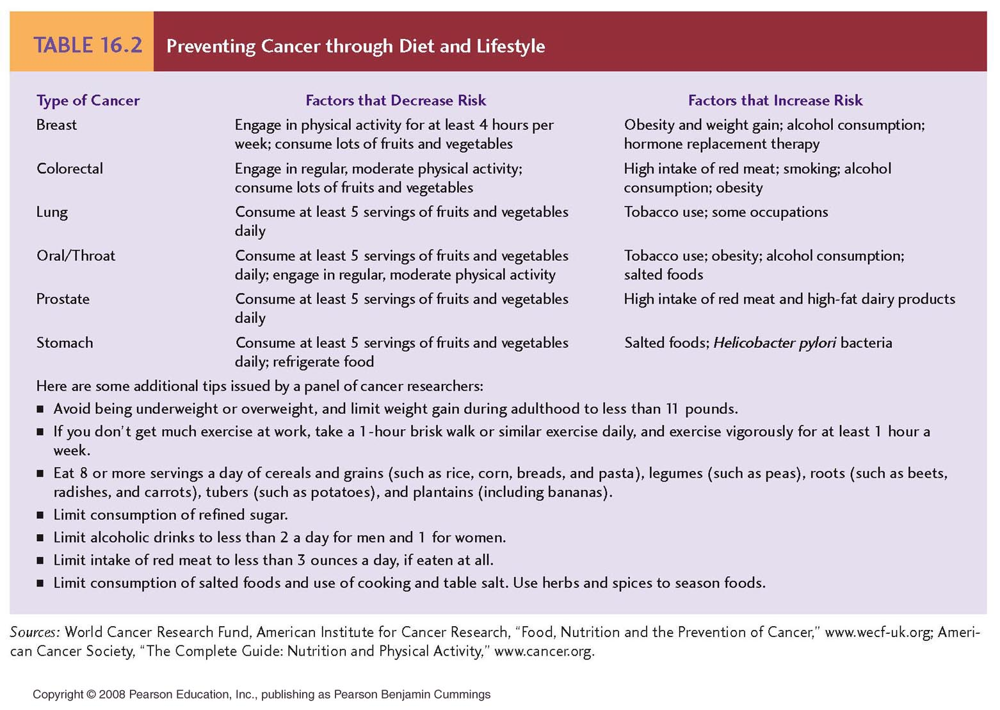 TABLE 16.2 Preventing Cancer through Diet and Lifestyle
Type of Cancer Factors that Decrease Risk Factors that Increase Risk
Breast Engage in physical activity for at least 4 hours per Obesity and weight gain; alcohol consumption;
week; consume lots of fruits and vegetables hormone replacement therapy
Colorectal Engage in regular, moderate physical activity; High intake of red meat; smoking; alcohol
consume lots of fruits and vegetables consumption; obesity
Lung Consume at least 5 servings of fruits and vegetables Tobacco use; some occupations
daily
Oral/Throat Consume at least 5 servings of fruits and vegetables Tobacco use; obesity; alcohol consumption;
daily; engage in regular, moderate physical activity salted foods
Prostate Consume at least 5 servings of fruits and vegetables High intake of red meat and high-fat dairy products
daily
Stomach Consume at least 5 servings of fruits and vegetables Salted foods; Helicobacter pylori bacteria
daily; refrigerate food
Here are some additional tips issued by a panel of cancer researchers:
■ Avoid being underweight or overweight, and limit weight gain during adulthood to less than 11 pounds.
■ If you don't get much exercise at work, take a 1-hour brisk walk or similar exercise daily, and exercise vigorously for at least 1 hour a
week.
■ Eat 8 or more servings a day of cereals and grains (such as rice, corn, breads, and pasta), legumes (such as peas), roots (such as beets,
radishes, and carrots), tubers (such as potatoes), and plantains (including bananas).
■ Limit consumption of refined sugar.
■ Limit alcoholic drinks to less than 2 a day for men and 1 for women.
■ Limit intake of red meat to less than 3 ounces a day, if eaten at all.
■ Limit consumption of salted foods and use of cooking and table salt. Use herbs and spices to season foods.
Sources: World Cancer Research Fund, American Institute for Cancer Research, “Food, Nutrition and the Prevention of Cancer,” www.wecf-uk.org; Ameri-
can Cancer Society, “The Complete Guide: Nutrition and Physical Activity,” www.cancer.org.
Copyright © 2008 Pearson Education, Inc., publishing as Pearson Benjamin Cummings